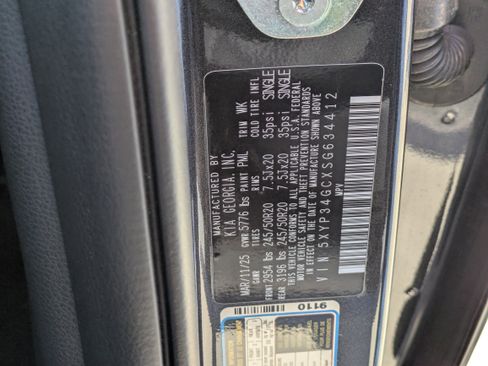 MANUFACTURED BY
KIA GEORGIA, INC.
MAR/11/25 GVWR 5776 lbs PAINT PML TRIM WK
GAWR TIRES RIMS COLD TIRE INFL
FRONT 2954 lbs 245/50R20 7.5Jx20 35psi SINGLE
REAR 3196 lbs 245/50R20 7.5Jx20 35psi SINGLE
THIS VEHICLE CONFORMS TO ALL APPLICABLE U.S.A. FEDERAL
MOTOR VEHICLE SAFETY AND THEFT PREVENTION STANDARDS
IN EFFECT ON THE DATE OF MANUFACTURE SHOWN ABOVE
VIN 5XYP34GCXSG634412
MPV
9110